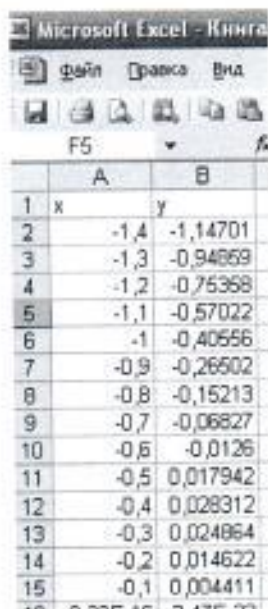 Microsoft Excel - Книга
Файл Правка Вид
F5
A B
1 x y
2 -1,4 -1,14701
3 -1,3 -0,94859
4 -1,2 -0,75358
5 -1,1 -0,57022
6 -1 -0,40556
7 -0,9 -0,26502
8 -0,8 -0,15213
9 -0,7 -0,06827
10 -0,6 -0,0126
11 -0,5 0,017942
12 -0,4 0,028312
13 -0,3 0,024864
14 -0,2 0,014622
15 -0,1 0,004411